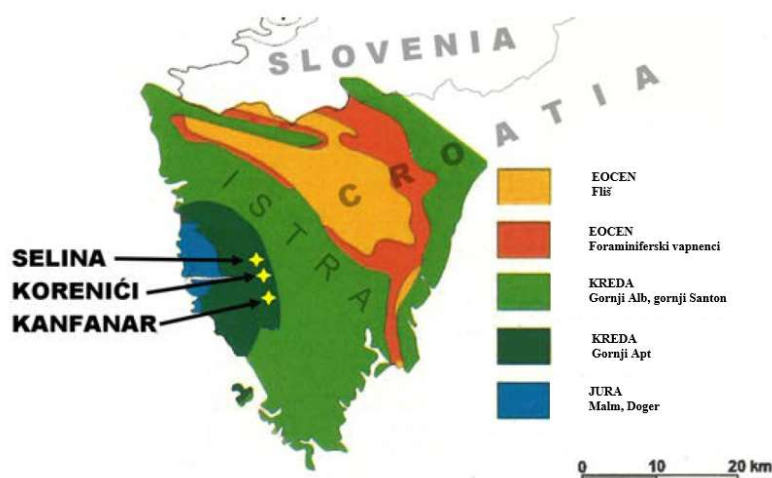 SLOVENIA
CROATIA
ISTRA
SELINA
KORENIĆI
KANFANAR
EOCEN
Fliš
EOCEN
Foraminiferski vapnenci
KREDA
Gornji Alb, gornji Santon
KREDA
Gornji Apt
JURA
Malm, Doger
0 10 20 km